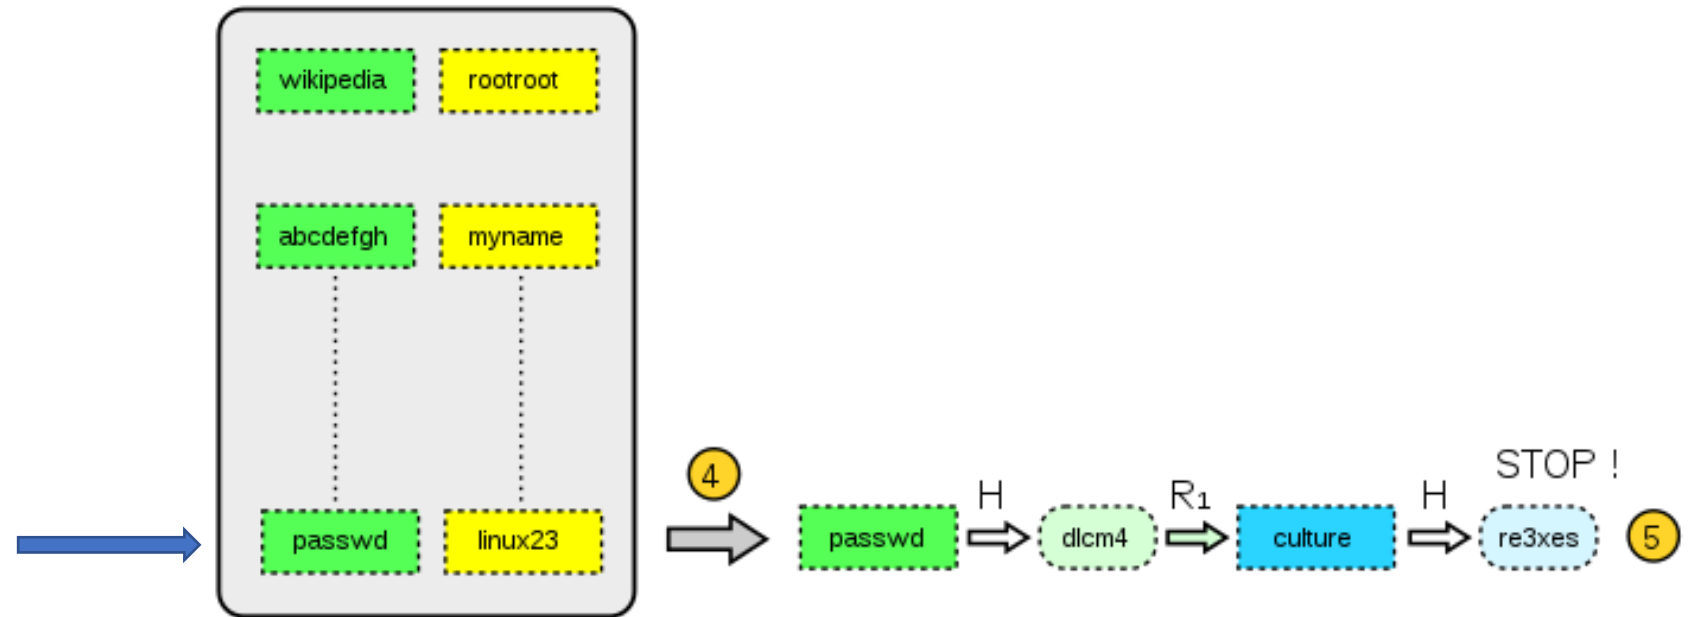 wikipedia rootroot
abcdefgh myname
passwd linux23
4
passwd H dlcm4 R₁ culture H re3xes
STOP !
5